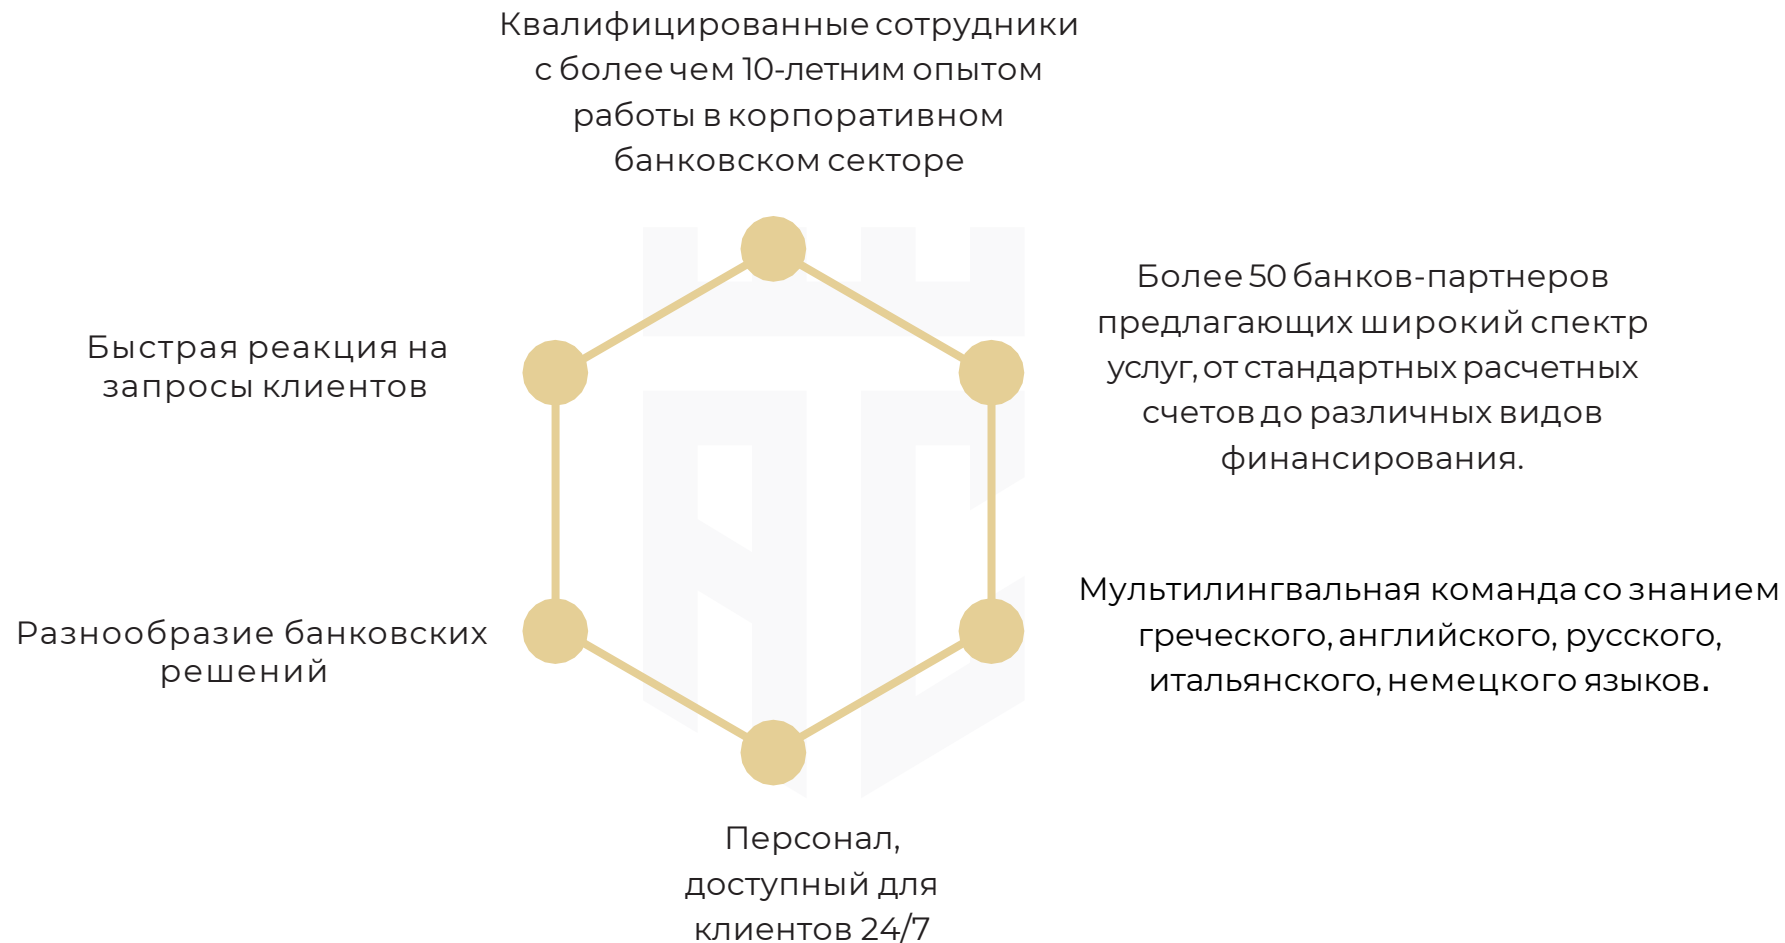 Квалифицированные сотрудники
с более чем 10-летним опытом
работы в корпоративном
банковском секторе
Более 50 банков-партнеров
предлагающих широкий спектр
услуг, от стандартных расчетных
счетов до различных видов
финансирования.
Быстрая реакция на
запросы клиентов
Мультилингвальная команда со знанием
греческого, английского, русского,
итальянского, немецкого языков.
Разнообразие банковских
решений
Персонал,
доступный для
клиентов 24/7